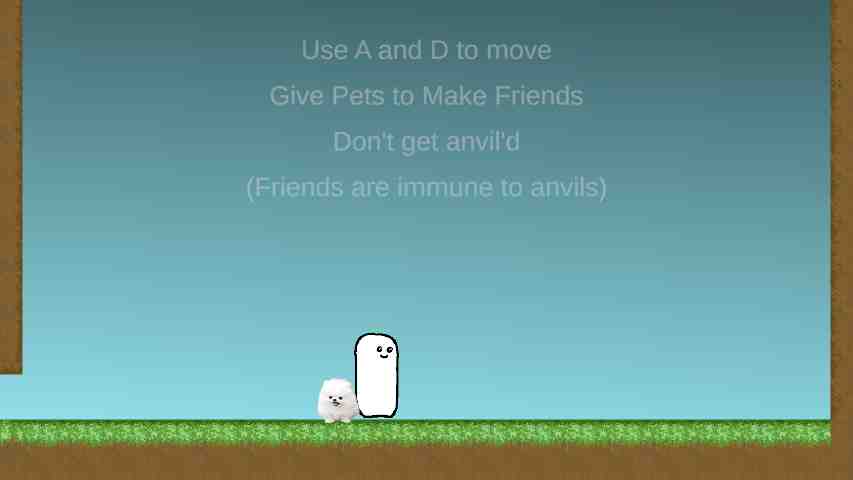 Use A and D to move
Give Pets to Make Friends
Don't get anvil'd
(Friends are immune to anvils)